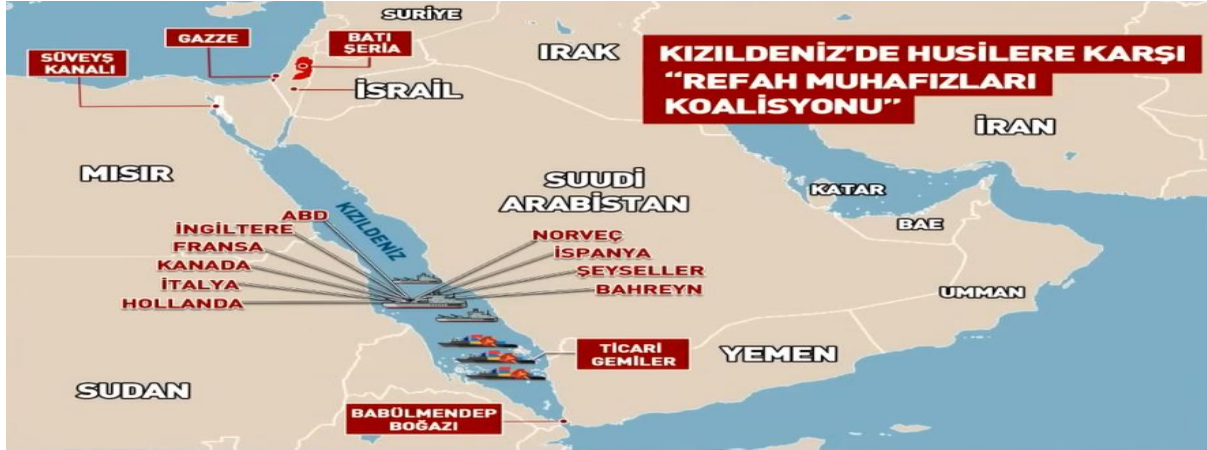 SURİYE
GAZZE
BATI
ŞERİA
SÜVEYŞ
KANALI
İSRAİL
IRAK
KIZILDENİZ'DE HUSİLERE KARŞI
"REFAH MUHAFIZLARI
KOALİSYONU"
İRAN
MISIR
KIZILDENİZ
SUUDİ
ARABİSTAN
KATAR
BAE
UMMAN
ABD
İNGİLTERE
FRANSA
KANADA
İTALYA
HOLLANDA
NORVEÇ
İSPANYA
ŞEYSELLER
BAHREYN
TİCARİ
GEMİLER
YEMEN
SUDAN
BABÜLMENDEP
BOĞAZI